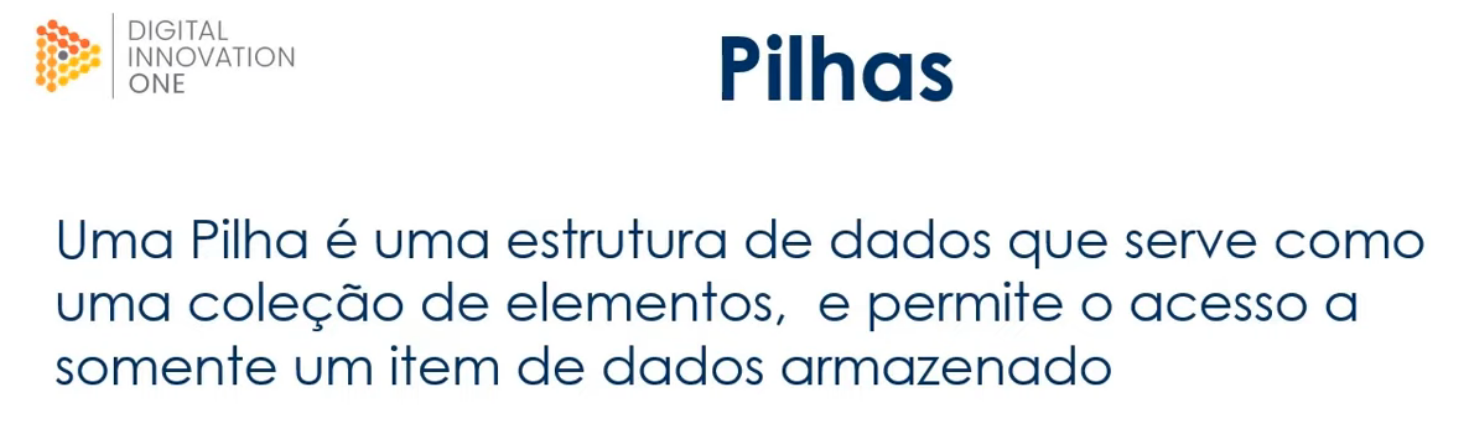 DIGITAL
INNOVATION
ONE
Pilhas
Uma Pilha é uma estrutura de dados que serve como
uma coleção de elementos,  e permite o acesso a
somente um item de dados armazenado